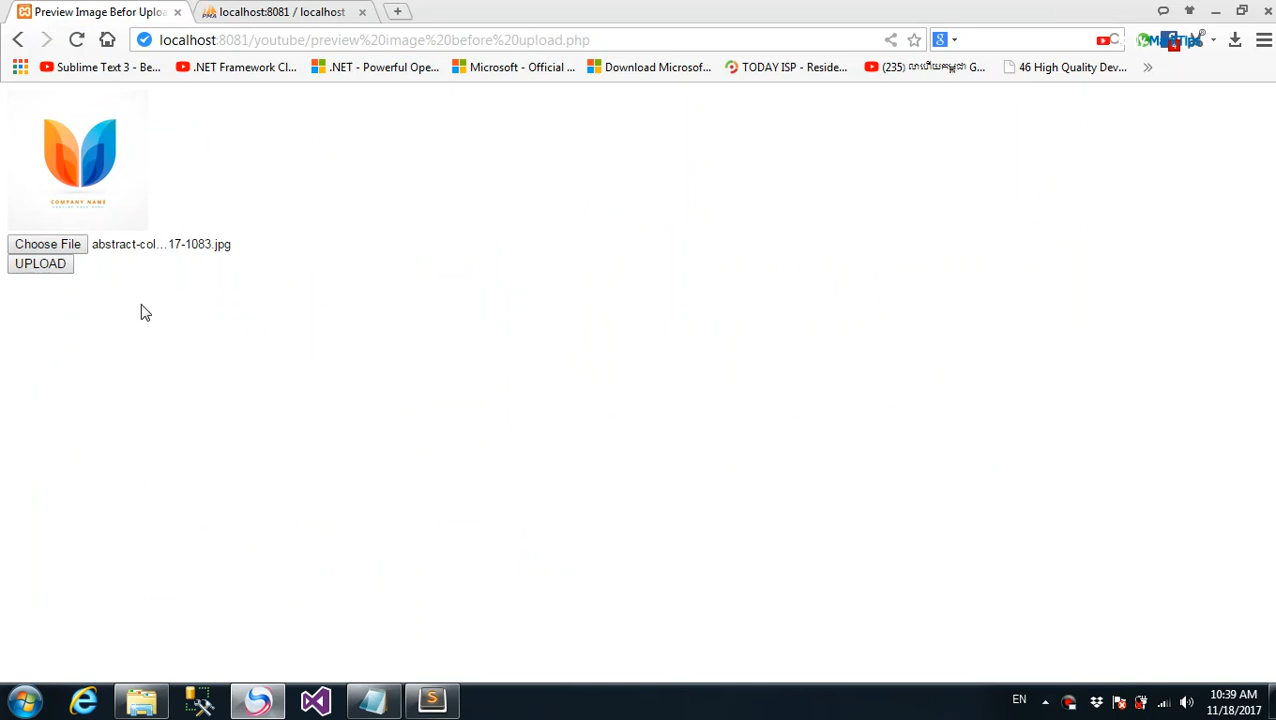 Preview Image Befor Uploa
localhost:8081 / localhost
localhost:8081/youtube/preview%20image%20before%20upload.php
Sublime Text 3 - Be...
.NET Framework Cl...
.NET - Powerful Ope...
Microsoft - Official ...
Download Microsof...
TODAY ISP - Reside...
46 High Quality Dev...
COMPANY NAME
Choose File abstract-col...17-1083.jpg
UPLOAD
EN
10:39 AM
11/18/2017